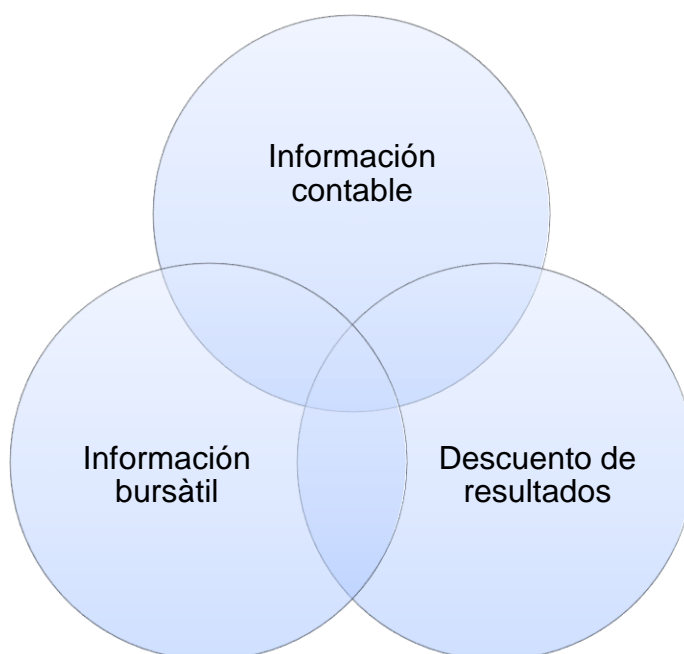 Información
contable
Información
bursàtil
Descuento de
resultados